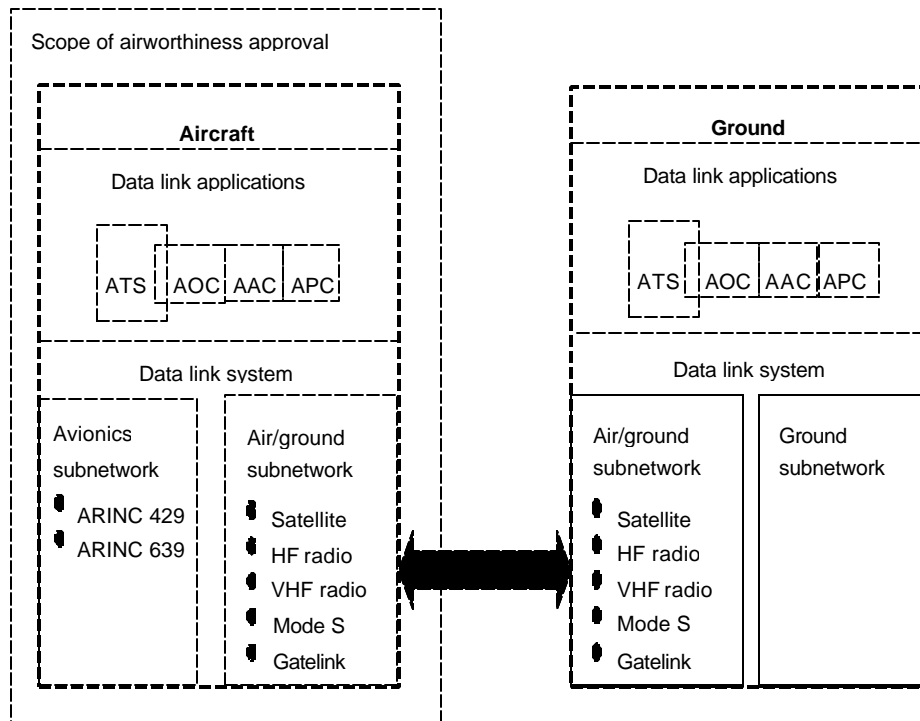 Scope of airworthiness approval
Aircraft
Data link applications
ATS
AOC
AAC
APC
Data link system
Avionics
subnetwork
ARINC 429
ARINC 639
Air/ground
subnetwork
Satellite
HF radio
VHF radio
Mode S
Gatelink
Ground
Data link applications
ATS
AOC
AAC
APC
Data link system
Air/ground
subnetwork
Satellite
HF radio
VHF radio
Mode S
Gatelink
Ground
subnetwork